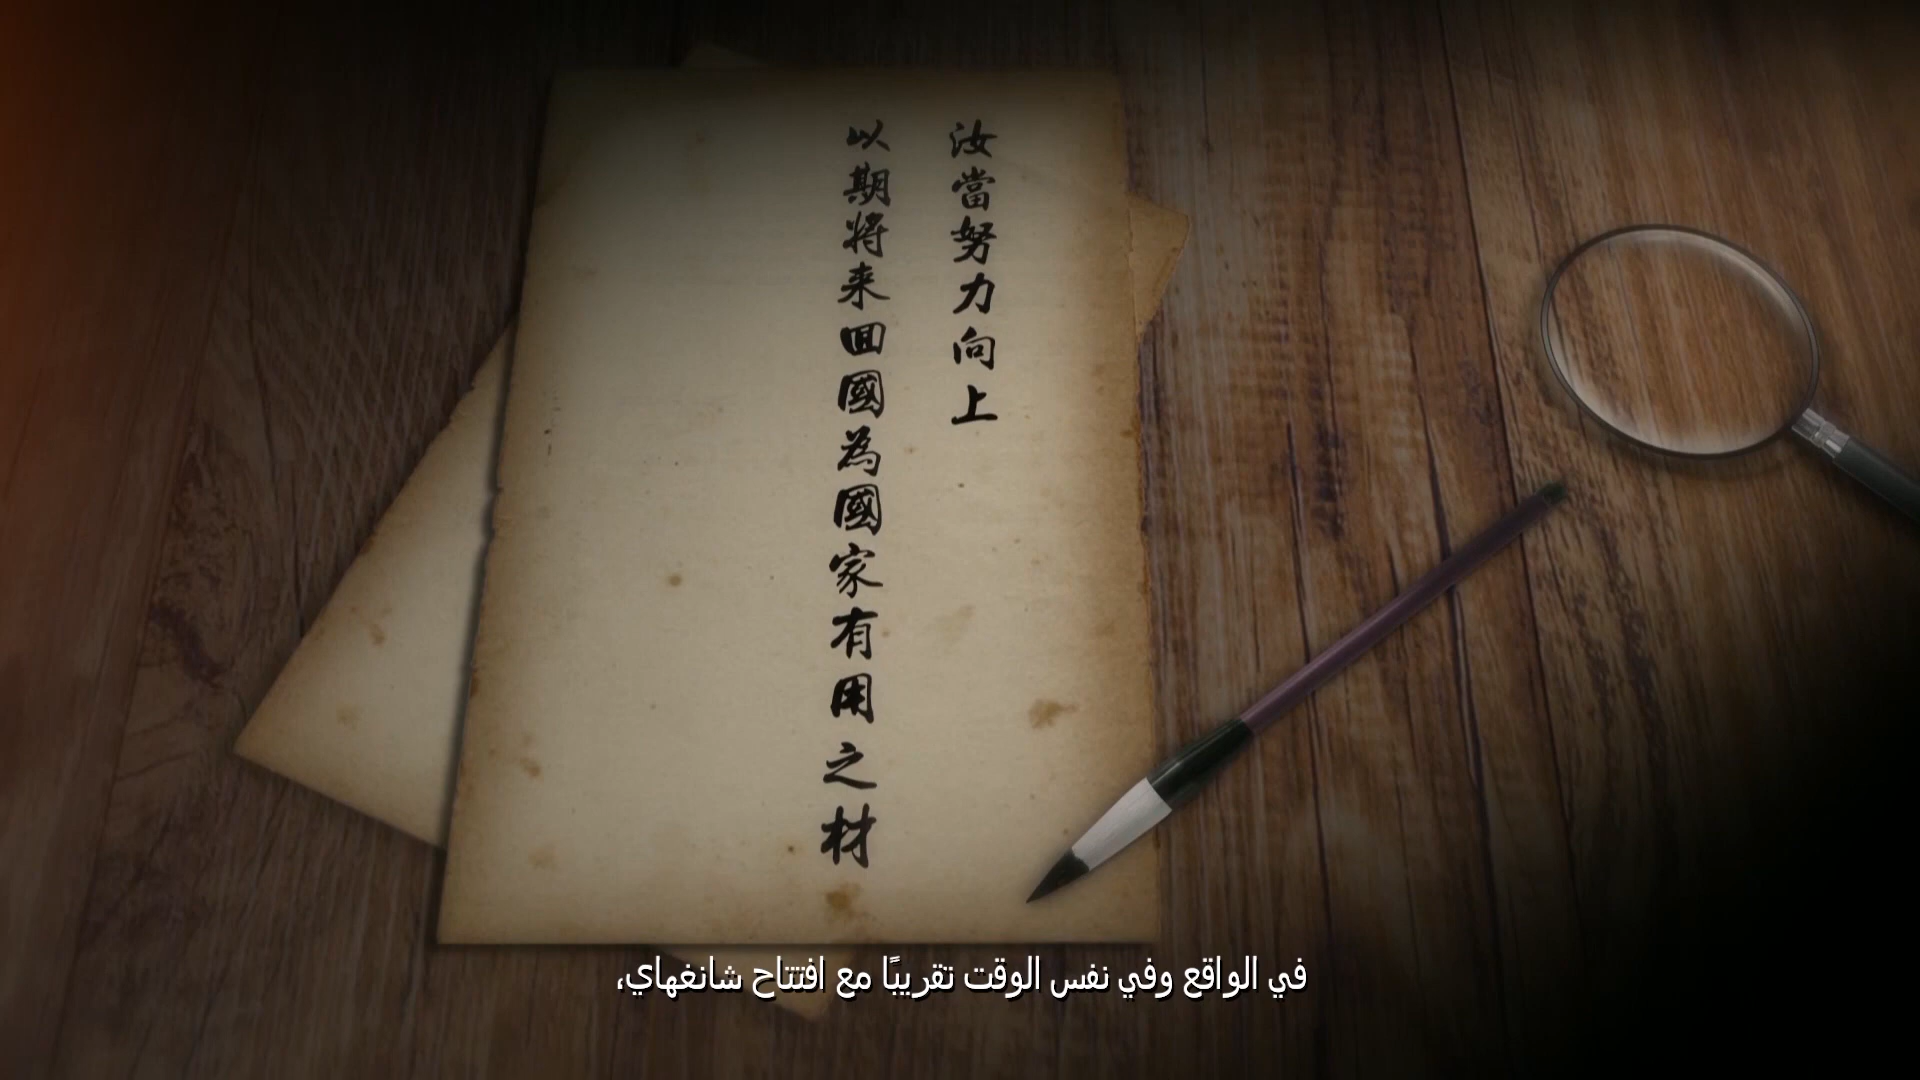 汝當努力向上
以期將来回國為國家有用之材
في الواقع وفي نفس الوقت تقريبًا مع افتتاح شانغهاي،